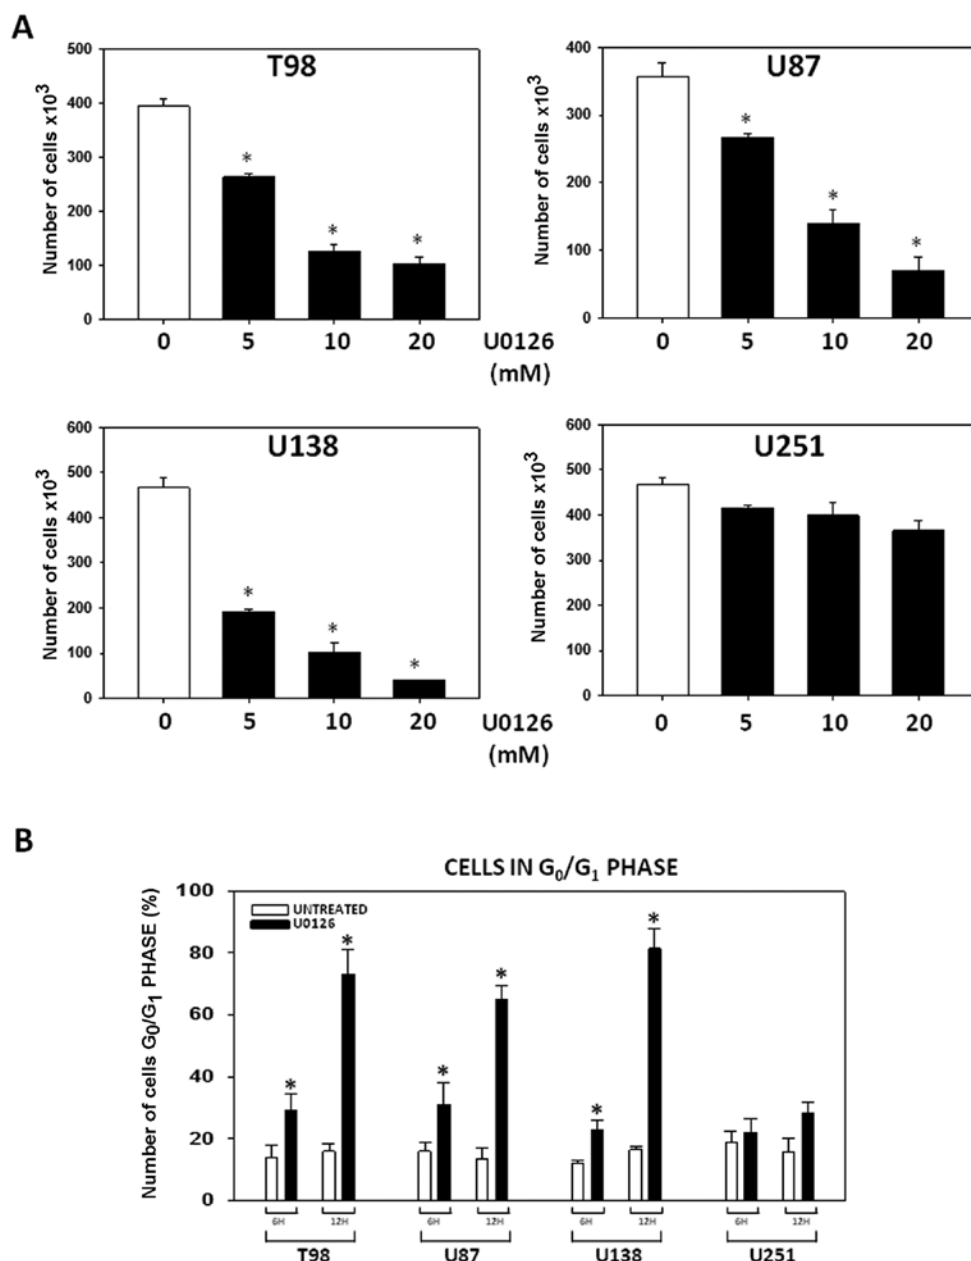 A
T98
Number of cells x10³
500
400
300
200
100
0
0 5 10 20 U0126
(mM)
U87
Number of cells x10³
400
300
200
100
0
0 5 10 20
U138
Number of cells x10³
600
500
400
300
200
100
0
0 5 10 20 U0126
(mM)
U251
Number of cells x10³
600
500
400
300
200
100
0
0 5 10 20
B
CELLS IN G₀/G₁ PHASE
Number of cells G0/G1 PHASE (%)
100
80
60
40
20
0
UNTREATED
U0126
6H 12H 6H 12H 6H 12H 6H 12H
T98 U87 U138 U251